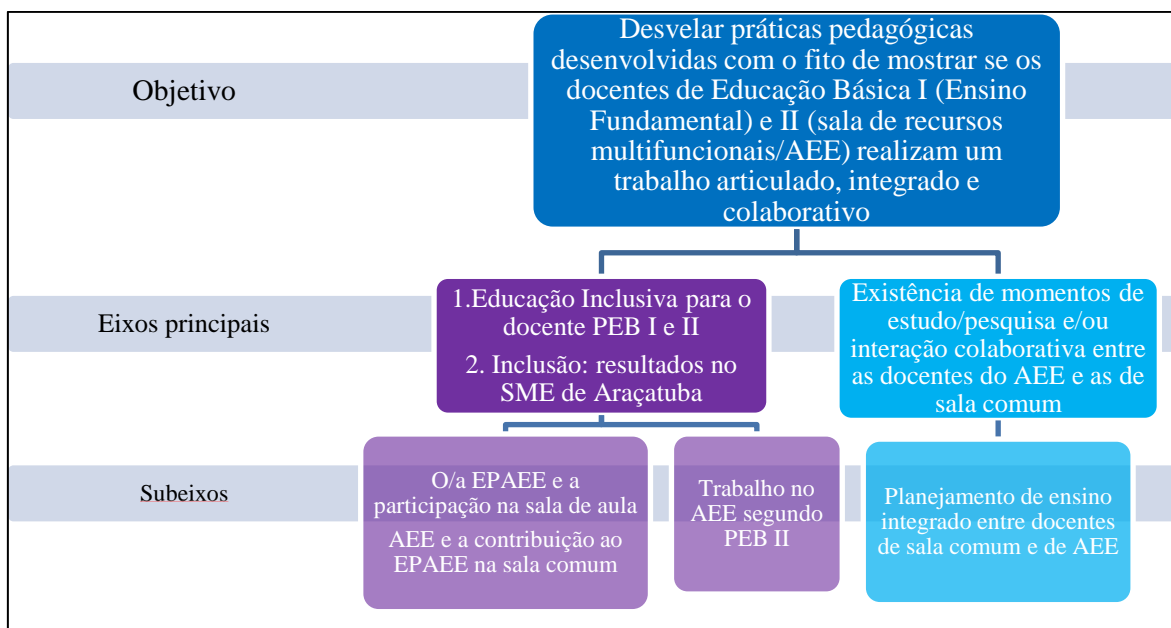 Objetivo
Desvelar práticas pedagógicas
desenvolvidas com o fito de mostrar se os
docentes de Educação Básica I (Ensino
Fundamental) e II (sala de recursos
multifuncionais/AEE) realizam um
trabalho articulado, integrado e
colaborativo
Eixos principais
1.Educação Inclusiva para o
docente PEB I e II
2. Inclusão: resultados no
SME de Araçatuba
Existência de momentos de
estudo/pesquisa e/ou
interação colaborativa entre
as docentes do AEE e as de
sala comum
Subeixos
O/a EPAEE e a
participação na sala de aula
AEE e a contribuição ao
EPAEE na sala comum
Trabalho no
AEE segundo
PEB II
Planejamento de ensino
integrado entre docentes
de sala comum e de AEE